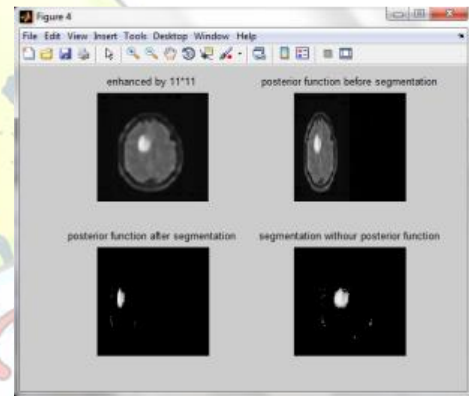 Figure 4
File Edit View Insert Tools Desktop Window Help
enhanced by 11*11
posterior function before segmentation
posterior function after segmentation
segmentation withour posterior function